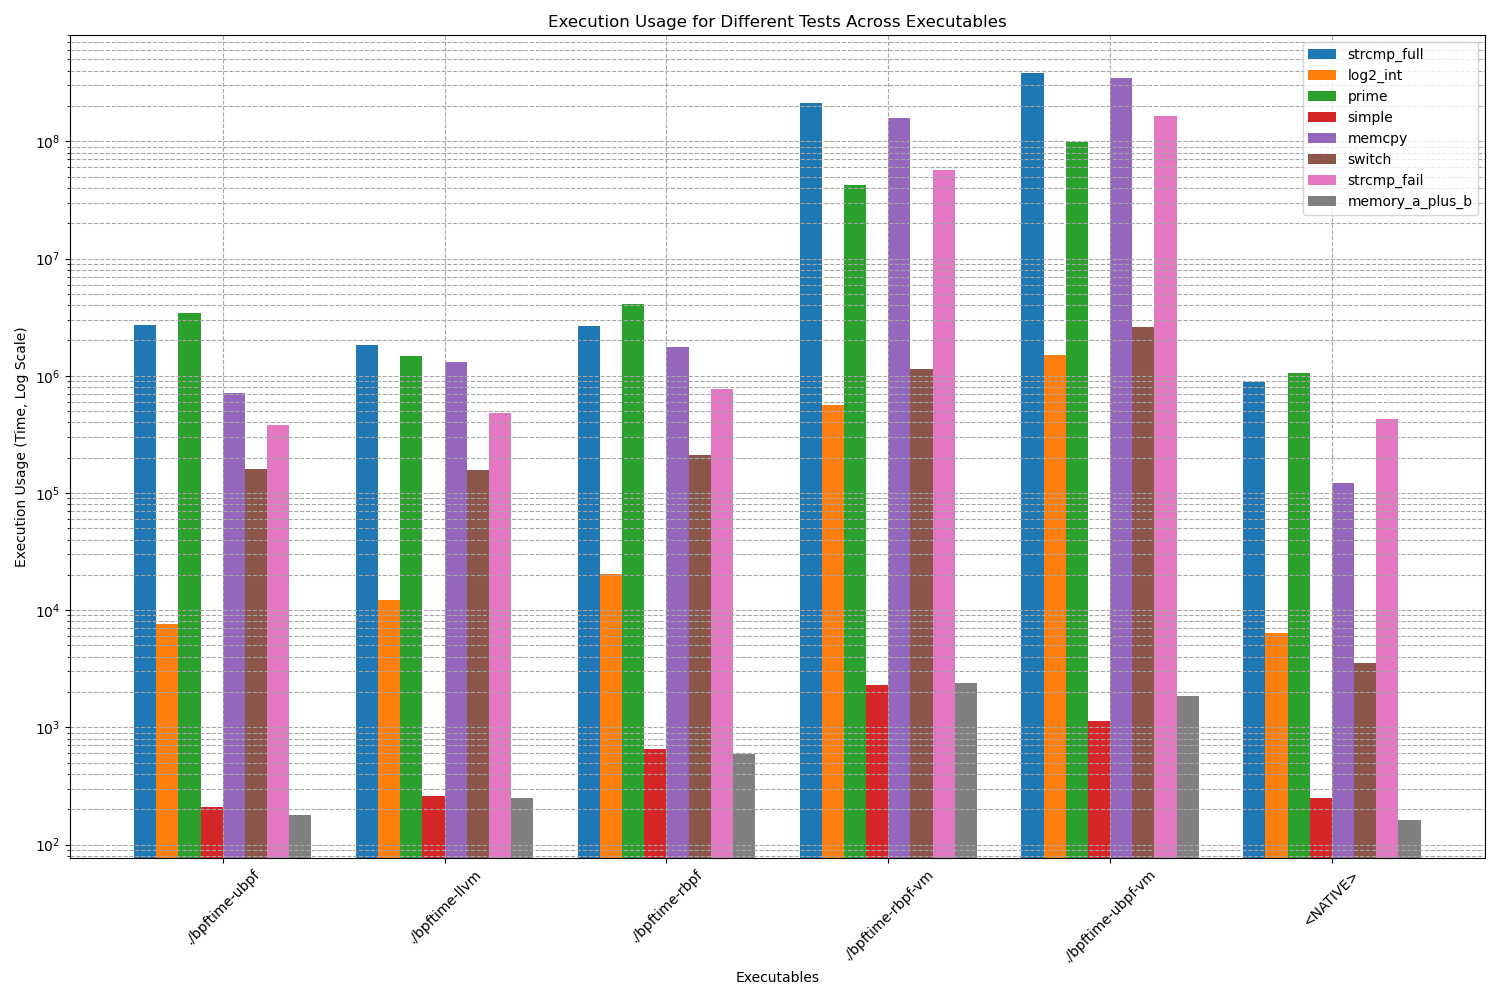 Execution Usage for Different Tests Across Executables
strcmp_full
log2_int
prime
simple
memcpy
switch
strcmp_fail
memory_a_plus_b
Execution Usage (Time, Log Scale)
10^8
10^7
10^6
10^5
10^4
10^3
10^2
./bpftime-ubpf
./bpftime-llvm
./bpftime-rbpf
./bpftime-rbpf-vm
./bpftime-ubpf-vm
<NATIVE>
Executables